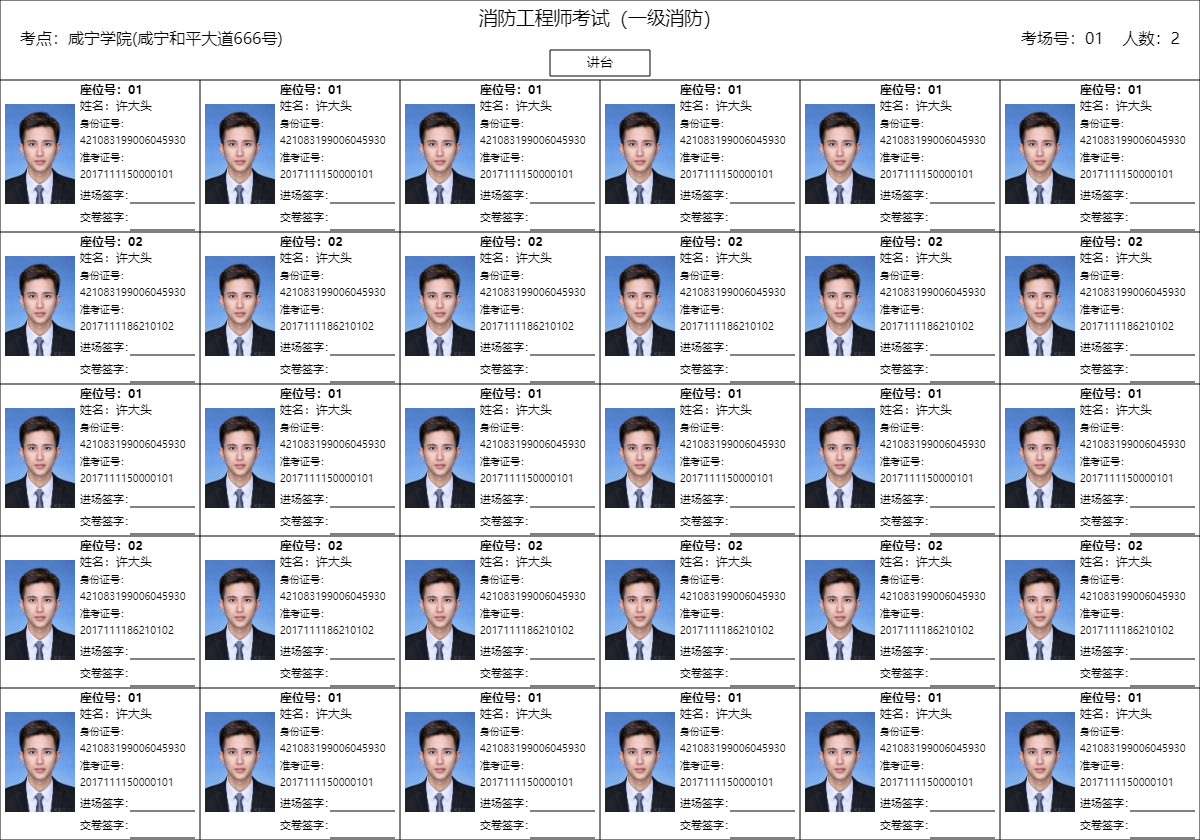 消防工程师考试（一级消防）
考点：咸宁学院(咸宁和平大道666号)
考场号：01 人数：2
讲台
座位号：01
姓名：许大头
身份证号：
421083199006045930
准考证号：
2017111150000101
进场签字：
交卷签字：
座位号：01
姓名：许大头
身份证号：
421083199006045930
准考证号：
2017111150000101
进场签字：
交卷签字：
座位号：01
姓名：许大头
身份证号：
421083199006045930
准考证号：
2017111150000101
进场签字：
交卷签字：
座位号：01
姓名：许大头
身份证号：
421083199006045930
准考证号：
2017111150000101
进场签字：
交卷签字：
座位号：01
姓名：许大头
身份证号：
421083199006045930
准考证号：
2017111150000101
进场签字：
交卷签字：
座位号：01
姓名：许大头
身份证号：
421083199006045930
准考证号：
2017111150000101
进场签字：
交卷签字：
座位号：02
姓名：许大头
身份证号：
421083199006045930
准考证号：
2017111186210102
进场签字：
交卷签字：
座位号：02
姓名：许大头
身份证号：
421083199006045930
准考证号：
2017111186210102
进场签字：
交卷签字：
座位号：02
姓名：许大头
身份证号：
421083199006045930
准考证号：
2017111186210102
进场签字：
交卷签字：
座位号：02
姓名：许大头
身份证号：
421083199006045930
准考证号：
2017111186210102
进场签字：
交卷签字：
座位号：02
姓名：许大头
身份证号：
421083199006045930
准考证号：
2017111186210102
进场签字：
交卷签字：
座位号：02
姓名：许大头
身份证号：
421083199006045930
准考证号：
2017111186210102
进场签字：
交卷签字：
座位号：01
姓名：许大头
身份证号：
421083199006045930
准考证号：
2017111150000101
进场签字：
交卷签字：
座位号：01
姓名：许大头
身份证号：
421083199006045930
准考证号：
2017111150000101
进场签字：
交卷签字：
座位号：01
姓名：许大头
身份证号：
421083199006045930
准考证号：
2017111150000101
进场签字：
交卷签字：
座位号：01
姓名：许大头
身份证号：
421083199006045930
准考证号：
2017111150000101
进场签字：
交卷签字：
座位号：01
姓名：许大头
身份证号：
421083199006045930
准考证号：
2017111150000101
进场签字：
交卷签字：
座位号：01
姓名：许大头
身份证号：
421083199006045930
准考证号：
2017111150000101
进场签字：
交卷签字：
座位号：02
姓名：许大头
身份证号：
421083199006045930
准考证号：
2017111186210102
进场签字：
交卷签字：
座位号：02
姓名：许大头
身份证号：
421083199006045930
准考证号：
2017111186210102
进场签字：
交卷签字：
座位号：02
姓名：许大头
身份证号：
421083199006045930
准考证号：
2017111186210102
进场签字：
交卷签字：
座位号：02
姓名：许大头
身份证号：
421083199006045930
准考证号：
2017111186210102
进场签字：
交卷签字：
座位号：02
姓名：许大头
身份证号：
421083199006045930
准考证号：
2017111186210102
进场签字：
交卷签字：
座位号：02
姓名：许大头
身份证号：
421083199006045930
准考证号：
2017111186210102
进场签字：
交卷签字：
座位号：01
姓名：许大头
身份证号：
421083199006045930
准考证号：
2017111150000101
进场签字：
交卷签字：
座位号：01
姓名：许大头
身份证号：
421083199006045930
准考证号：
2017111150000101
进场签字：
交卷签字：
座位号：01
姓名：许大头
身份证号：
421083199006045930
准考证号：
2017111150000101
进场签字：
交卷签字：
座位号：01
姓名：许大头
身份证号：
421083199006045930
准考证号：
2017111150000101
进场签字：
交卷签字：
座位号：01
姓名：许大头
身份证号：
421083199006045930
准考证号：
2017111150000101
进场签字：
交卷签字：
座位号：01
姓名：许大头
身份证号：
421083199006045930
准考证号：
2017111150000101
进场签字：
交卷签字：